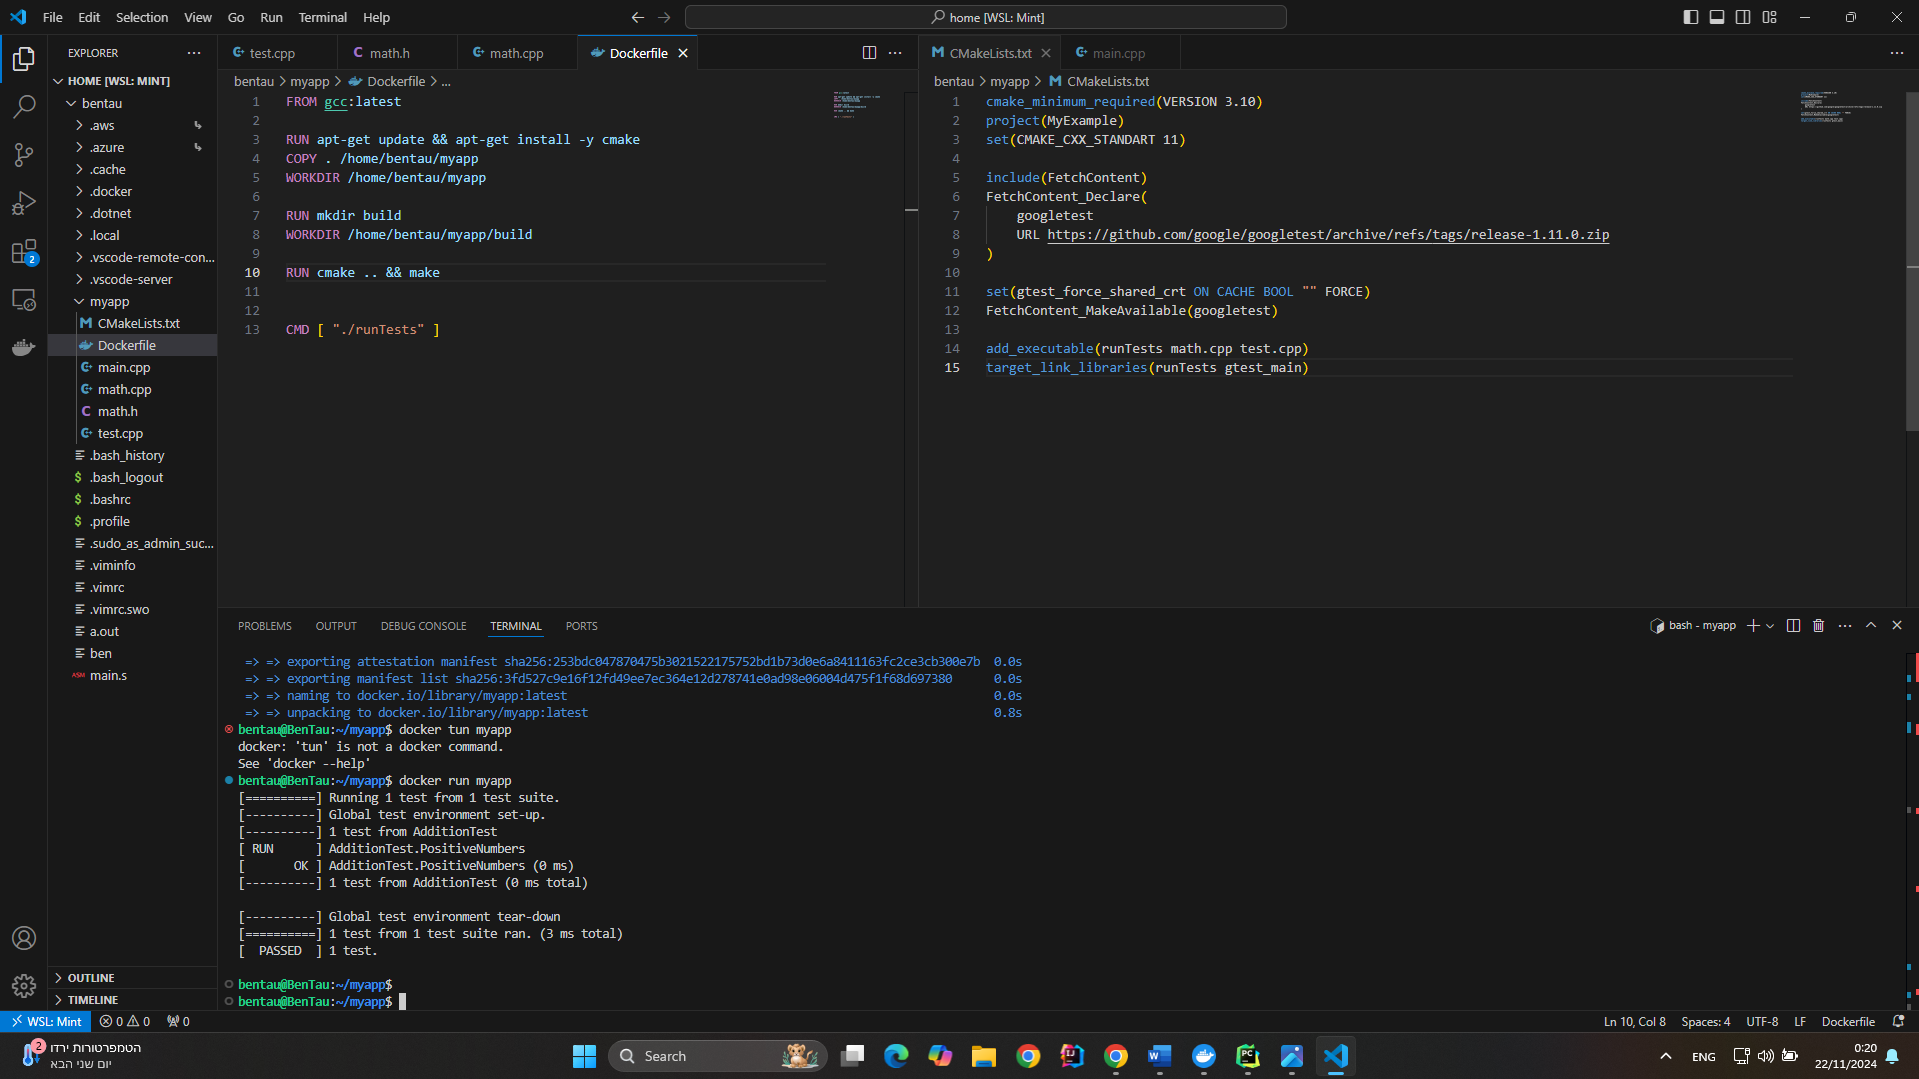 File Edit Selection View Go Run Terminal Help
home [WSL: Mint]
EXPLORER
HOME [WSL: MINT]
bentau
.aws
.azure
.cache
.docker
.dotnet
.local
.vscode-remote-con...
.vscode-server
myapp
CMakeLists.txt
Dockerfile
main.cpp
math.cpp
math.h
test.cpp
.bash_history
.bash_logout
.bashrc
.profile
.sudo_as_admin_suc...
.viminfo
.vimrc
.vimrc.swo
a.out
ben
main.s
OUTLINE
TIMELINE
2
test.cpp math.h math.cpp Dockerfile
bentau > myapp > Dockerfile > ...
1 FROM gcc:latest
2
3 RUN apt-get update && apt-get install -y cmake
4 COPY . /home/bentau/myapp
5 WORKDIR /home/bentau/myapp
6
7 RUN mkdir build
8 WORKDIR /home/bentau/myapp/build
9
10 RUN cmake .. && make
11
12
13 CMD [ "./runTests" ]
CMakeLists.txt main.cpp
bentau > myapp > CMakeLists.txt
1 cmake_minimum_required(VERSION 3.10)
2 project(MyExample)
3 set(CMAKE_CXX_STANDART 11)
4
5 include(FetchContent)
6 FetchContent_Declare(
7 googletest
8 URL https://github.com/google/googletest/archive/refs/tags/release-1.11.0.zip
9 )
10
11 set(gtest_force_shared_crt ON CACHE BOOL "" FORCE)
12 FetchContent_MakeAvailable(googletest)
13
14 add_executable(runTests math.cpp test.cpp)
15 target_link_libraries(runTests gtest_main)
PROBLEMS OUTPUT DEBUG CONSOLE TERMINAL PORTS
bash - myapp
=> => exporting attestation manifest sha256:253bdc047870475b3021522175752bd1b73d0e6a8411163fc2ce3cb300e7b 0.0s
=> => exporting manifest list sha256:3fd527c9e16f12fd49ee7ec364e12d278741e0ad98e06004d475f1f68d697380 0.0s
=> => naming to docker.io/library/myapp:latest 0.0s
=> => unpacking to docker.io/library/myapp:latest 0.8s
bentau@BenTau:~/myapp$ docker tun myapp
docker: 'tun' is not a docker command.
See 'docker --help'
bentau@BenTau:~/myapp$ docker run myapp
[==========] Running 1 test from 1 test suite.
[----------] Global test environment set-up.
[----------] 1 test from AdditionTest
[ RUN      ] AdditionTest.PositiveNumbers
[       OK ] AdditionTest.PositiveNumbers (0 ms)
[----------] 1 test from AdditionTest (0 ms total)
[----------] Global test environment tear-down
[==========] 1 test from 1 test suite ran. (3 ms total)
[  PASSED  ] 1 test.
bentau@BenTau:~/myapp$
bentau@BenTau:~/myapp$
WSL: Mint 0 0 0
Ln 10, Col 8 Spaces: 4 UTF-8 LF Dockerfile
2 הטמפרטורות ירדו
יום שני הבא
Search
ENG
0:20
22/11/2024